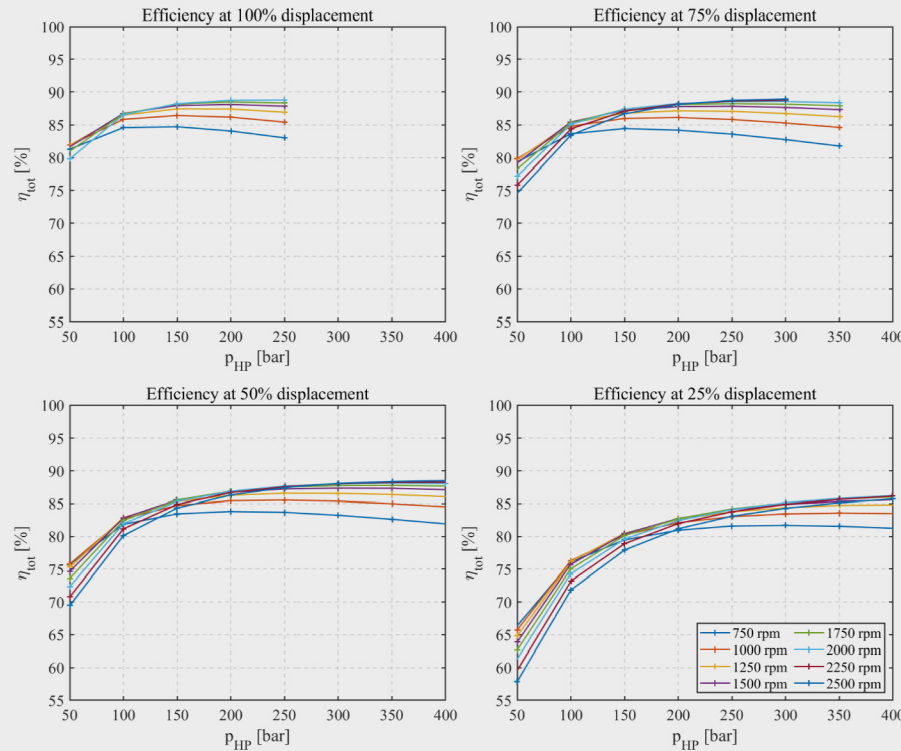 Efficiency at 100% displacement
100
95
90
85
80
75
70
65
60
55
η_tot [%]
50 100 150 200 250 300 350 400
p_HP [bar]
Efficiency at 75% displacement
100
95
90
85
80
75
70
65
60
55
η_tot [%]
50 100 150 200 250 300 350 400
p_HP [bar]
Efficiency at 50% displacement
100
95
90
85
80
75
70
65
60
55
η_tot [%]
50 100 150 200 250 300 350 400
p_HP [bar]
Efficiency at 25% displacement
100
95
90
85
80
75
70
65
60
55
η_tot [%]
750 rpm 1750 rpm
1000 rpm 2000 rpm
1250 rpm 2250 rpm
1500 rpm 2500 rpm
50 100 150 200 250 300 350 400
p_HP [bar]